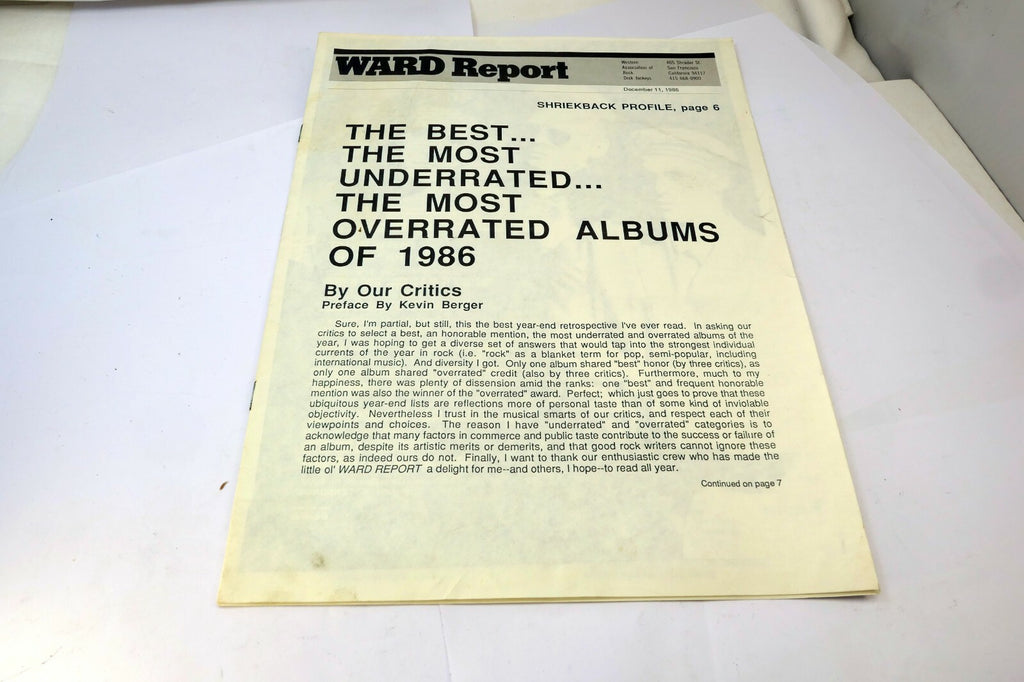 WARD Report
Western 405 Shrader St.
Association of San Francisco
Rock California 94117
Disk Jockeys 415 668-0900
December 11, 1986
SHRIEKBACK PROFILE, page 6
THE BEST...
THE MOST
UNDERRATED...
THE MOST
OVERRATED ALBUMS
OF 1986
By Our Critics
Preface By Kevin Berger
Sure, I'm partial, but still, this the best year-end retrospective I've ever read. In asking our
critics to select a best, an honorable mention, the most underrated and overrated albums of the
year, I was hoping to get a diverse set of answers that would tap into the strongest individual
currents of the year in rock (i.e. "rock" as a blanket term for pop, semi-popular, including
international music). And diversity I got. Only one album shared "best" honor (by three critics), as
only one album shared "overrated" credit (also by three critics). Furthermore, much to my
happiness, there was plenty of dissension amid the ranks: one "best" and frequent honorable
mention was also the winner of the "overrated" award. Perfect; which just goes to prove that these
ubiquitous year-end lists are reflections more of personal taste than of some kind of inviolable
objectivity. Nevertheless I trust in the musical smarts of our critics, and respect each of their
viewpoints and choices. The reason I have "underrated" and "overrated" categories is to
acknowledge that many factors in commerce and public taste contribute to the success or failure of
an album, despite its artistic merits or demerits, and that good rock writers cannot ignore these
factors, as indeed ours do not. Finally, I want to thank our enthusiastic crew who has made the
little ol' WARD REPORT a delight for me--and others, I hope--to read all year.
Continued on page 7